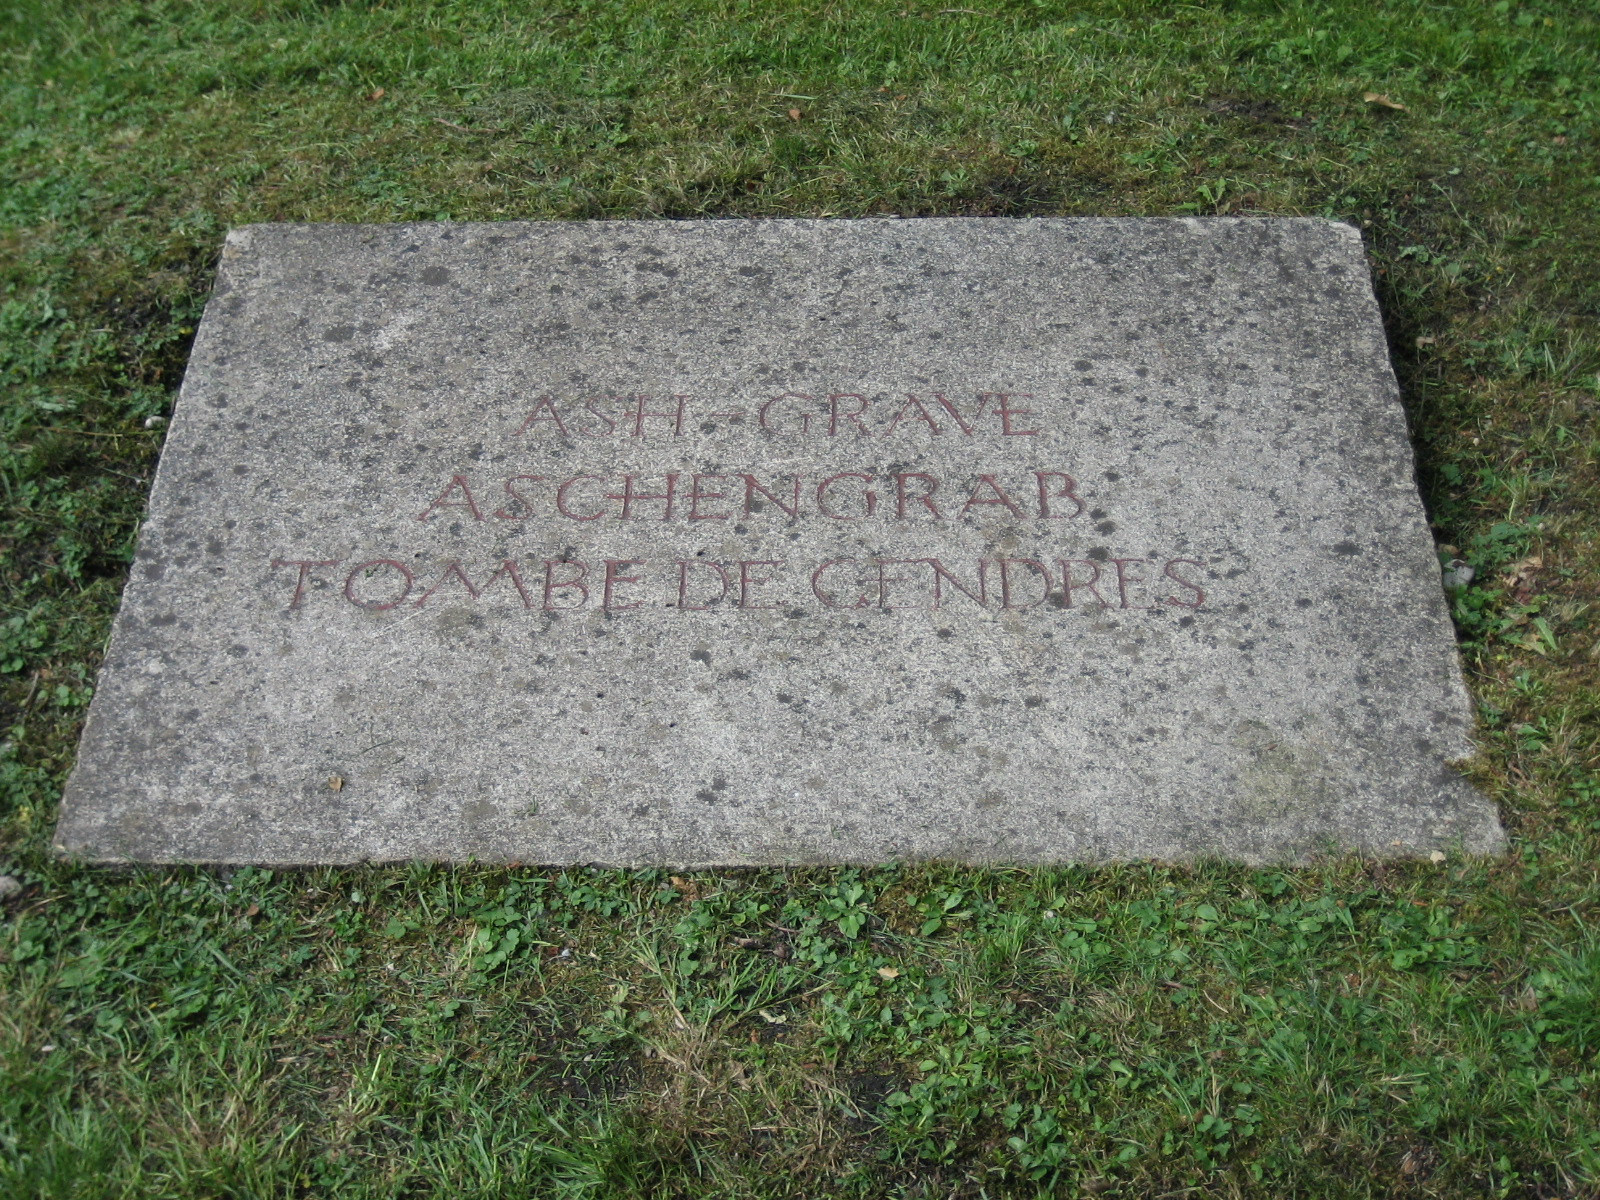 ASH-GRAVE
ASCHENGRAB
TOMBE DE CENDRES